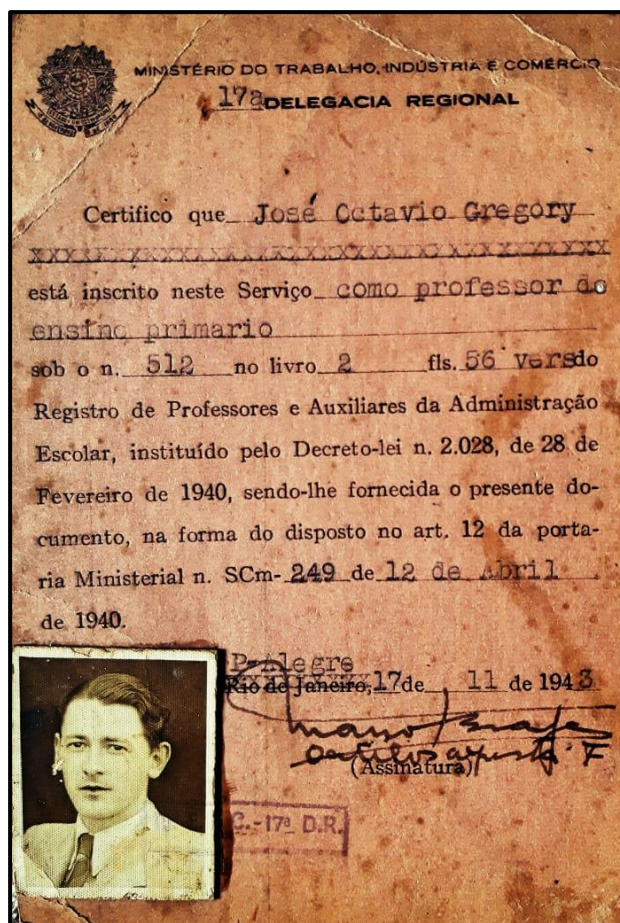 MINISTÉRIO DO TRABALHO, INDÚSTRIA E COMÉRCIO
17a DELEGACIA REGIONAL
Certifico que José Octavio Gregory
XXXXXXXXXXXXXXXXXXXXXXXXXXXXXXXXXXX
está inscrito neste Serviço como professor do
ensino primario
sob o n. 512 no livro 2 fls. 56 verso do
Registro de Professores e Auxiliares da Administração
Escolar, instituído pelo Decreto-lei n. 2.028, de 28 de
Fevereiro de 1940, sendo-lhe fornecida o presente do-
cumento, na forma do disposto no art. 12 da porta-
ria Ministerial n. SCm- 249 de 12 de Abril
de 1940.
P. Alegre
Rio de Janeiro, 17 de 11 de 1943
(Assinatura)
C.-17ª D.R.